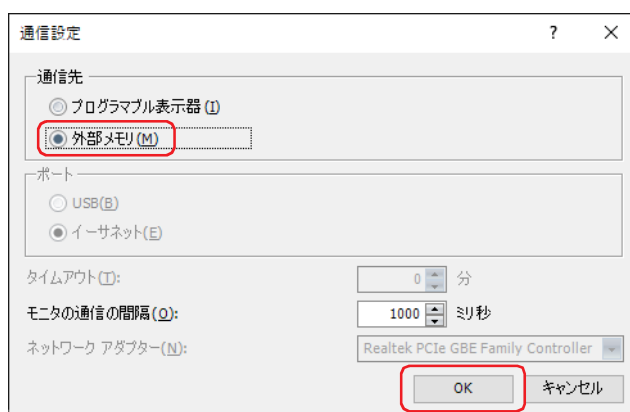 通信設定 ? ×
通信先
プログラマブル表示器(I)
外部メモリ(M)
ポート
USB(B)
イーサネット(E)
タイムアウト(T): 0 分
モニタの通信の間隔(O): 1000 ミリ秒
ネットワーク アダプター(N): Realtek PCIe GBE Family Controller
OK キャンセル